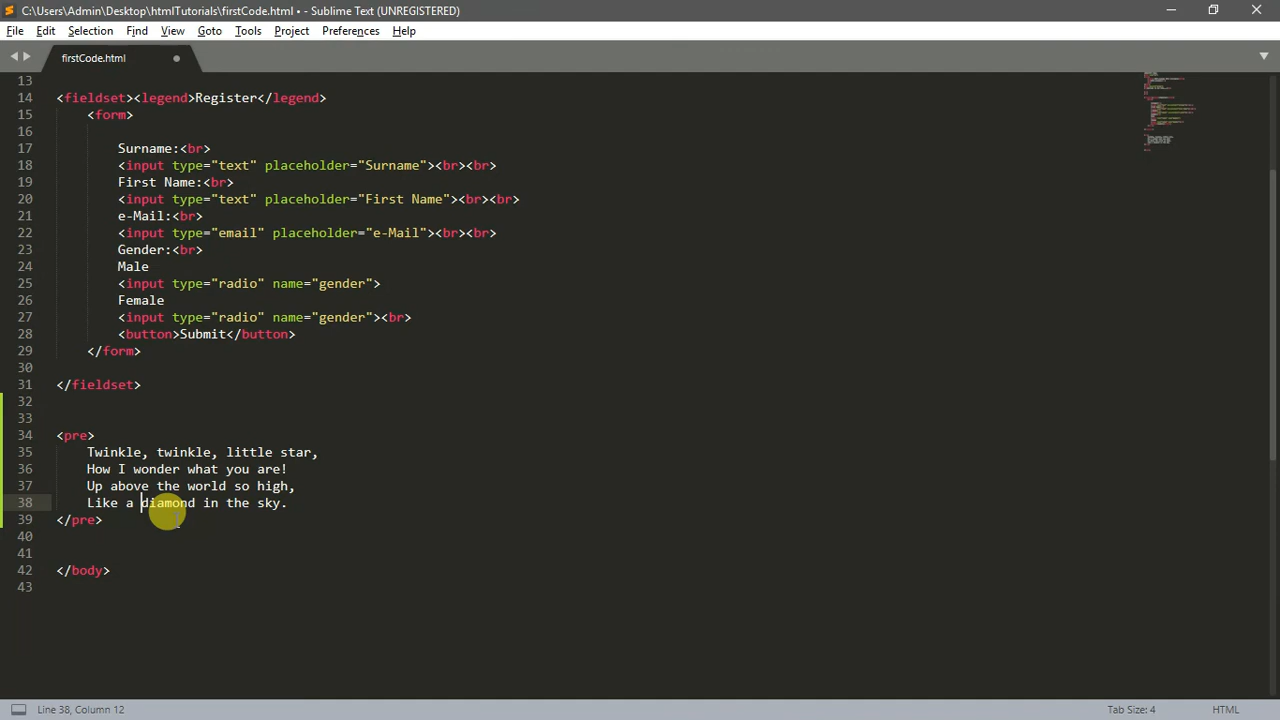 C:\Users\Admin\Desktop\htmlTutorials\firstCode.html • - Sublime Text (UNREGISTERED)
File Edit Selection Find View Goto Tools Project Preferences Help
firstCode.html
13
14 <fieldset><legend>Register</legend>
15 <form>
16
17 Surname:<br>
18 <input type="text" placeholder="Surname"><br><br>
19 First Name:<br>
20 <input type="text" placeholder="First Name"><br><br>
21 e-Mail:<br>
22 <input type="email" placeholder="e-Mail"><br><br>
23 Gender:<br>
24 Male
25 <input type="radio" name="gender">
26 Female
27 <input type="radio" name="gender"><br>
28 <button>Submit</button>
29 </form>
30
31 </fieldset>
32
33
34 <pre>
35 Twinkle, twinkle, little star,
36 How I wonder what you are!
37 Up above the world so high,
38 Like a diamond in the sky.
39 </pre>
40
41
42 </body>
43
Line 38, Column 12 Tab Size: 4 HTML